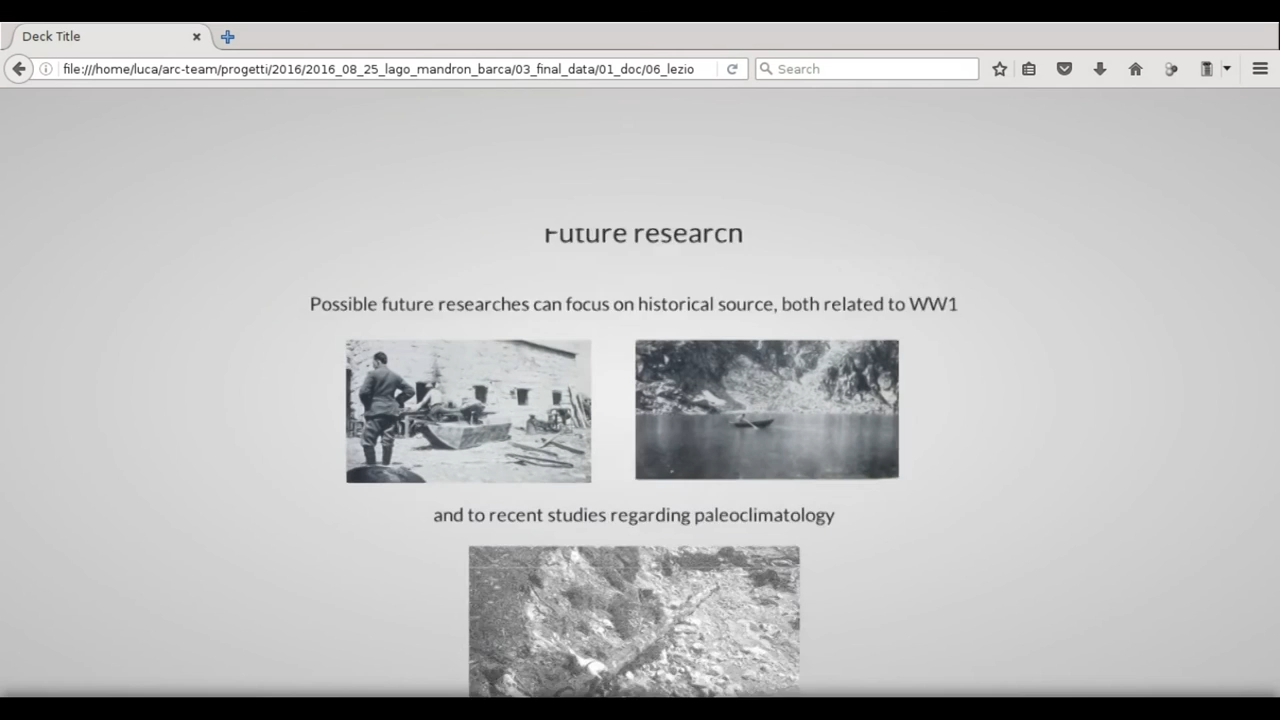 Deck Title
file:///home/luca/arc-team/progetti/2016/2016_08_25_lago_mandron_barca/03_final_data/01_doc/06_lezio
Search
Future research
Possible future researches can focus on historical source, both related to WW1
and to recent studies regarding paleoclimatology